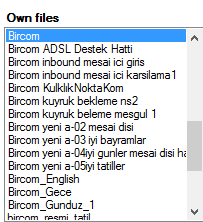 Own files
Bircom
Bircom ADSL Destek Hatti
Bircom inbound mesai ici giris
Bircom inbound mesai ici karsilama1
Bircom KulklikNoktaKom
Bircom kuyruk bekleme ns2
Bircom kuyruk beleme mesgul 1
Bircom yeni a-02 mesai disi
Bircom yeni a-03 iyi bayramlar
Bircom yeni a-04iyi gunler mesai disi ha
Bircom yeni a-05iyi tatiller
Bircom_English
Bircom_Gece
Bircom_Gunduz_1
bircom_resmi_tatil